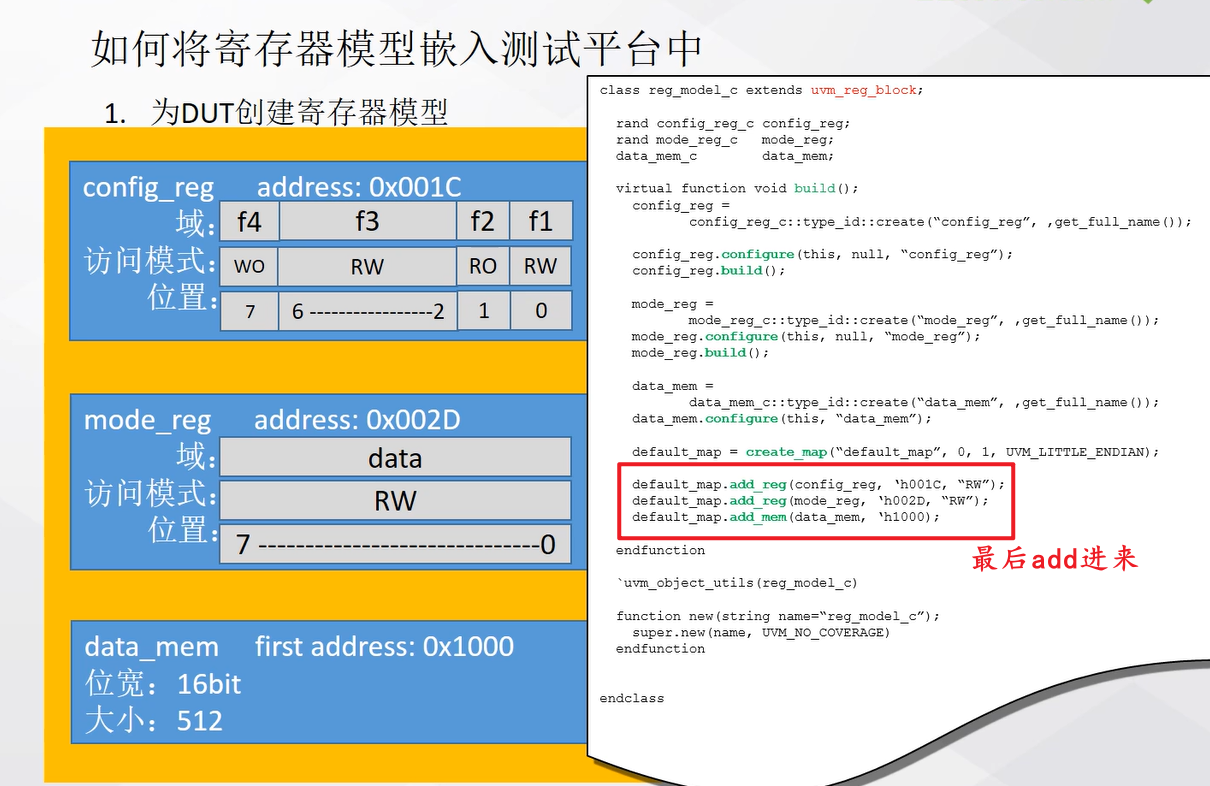 如何将寄存器模型嵌入测试平台中
1. 为DUT创建寄存器模型
config_reg address: 0x001C
域: f4 f3 f2 f1
访问模式: WO RW RO RW
位置: 7 6 -----------------2 1 0
mode_reg address: 0x002D
域: data
访问模式: RW
位置: 7 ------------------------------0
data_mem first address: 0x1000
位宽：16bit
大小：512
class reg_model_c extends uvm_reg_block;
rand config_reg_c config_reg;
rand mode_reg_c mode_reg;
data_mem_c data_mem;
virtual function void build();
config_reg =
config_reg_c::type_id::create(“config_reg”, ,get_full_name());
config_reg.configure(this, null, “config_reg”);
config_reg.build();
mode_reg =
mode_reg_c::type_id::create(“mode_reg”, ,get_full_name());
mode_reg.configure(this, null, “mode_reg”);
mode_reg.build();
data_mem =
data_mem_c::type_id::create(“data_mem”, ,get_full_name());
data_mem.configure(this, “data_mem”);
default_map = create_map(“default_map”, 0, 1, UVM_LITTLE_ENDIAN);
default_map.add_reg(config_reg, ‘h001C, “RW”);
default_map.add_reg(mode_reg, ‘h002D, “RW”);
default_map.add_mem(data_mem, ‘h1000);
endfunction
最后add进来
`uvm_object_utils(reg_model_c)
function new(string name=“reg_model_c”);
super.new(name, UVM_NO_COVERAGE)
endfunction
endclass